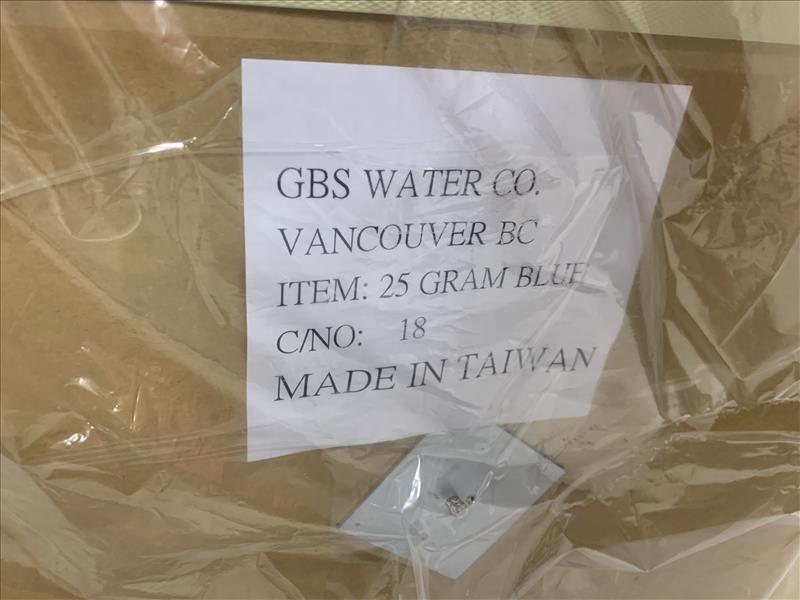 GBS WATER CO.
VANCOUVER BC
ITEM: 25 GRAM BLUE
C/NO: 18
MADE IN TAIWAN